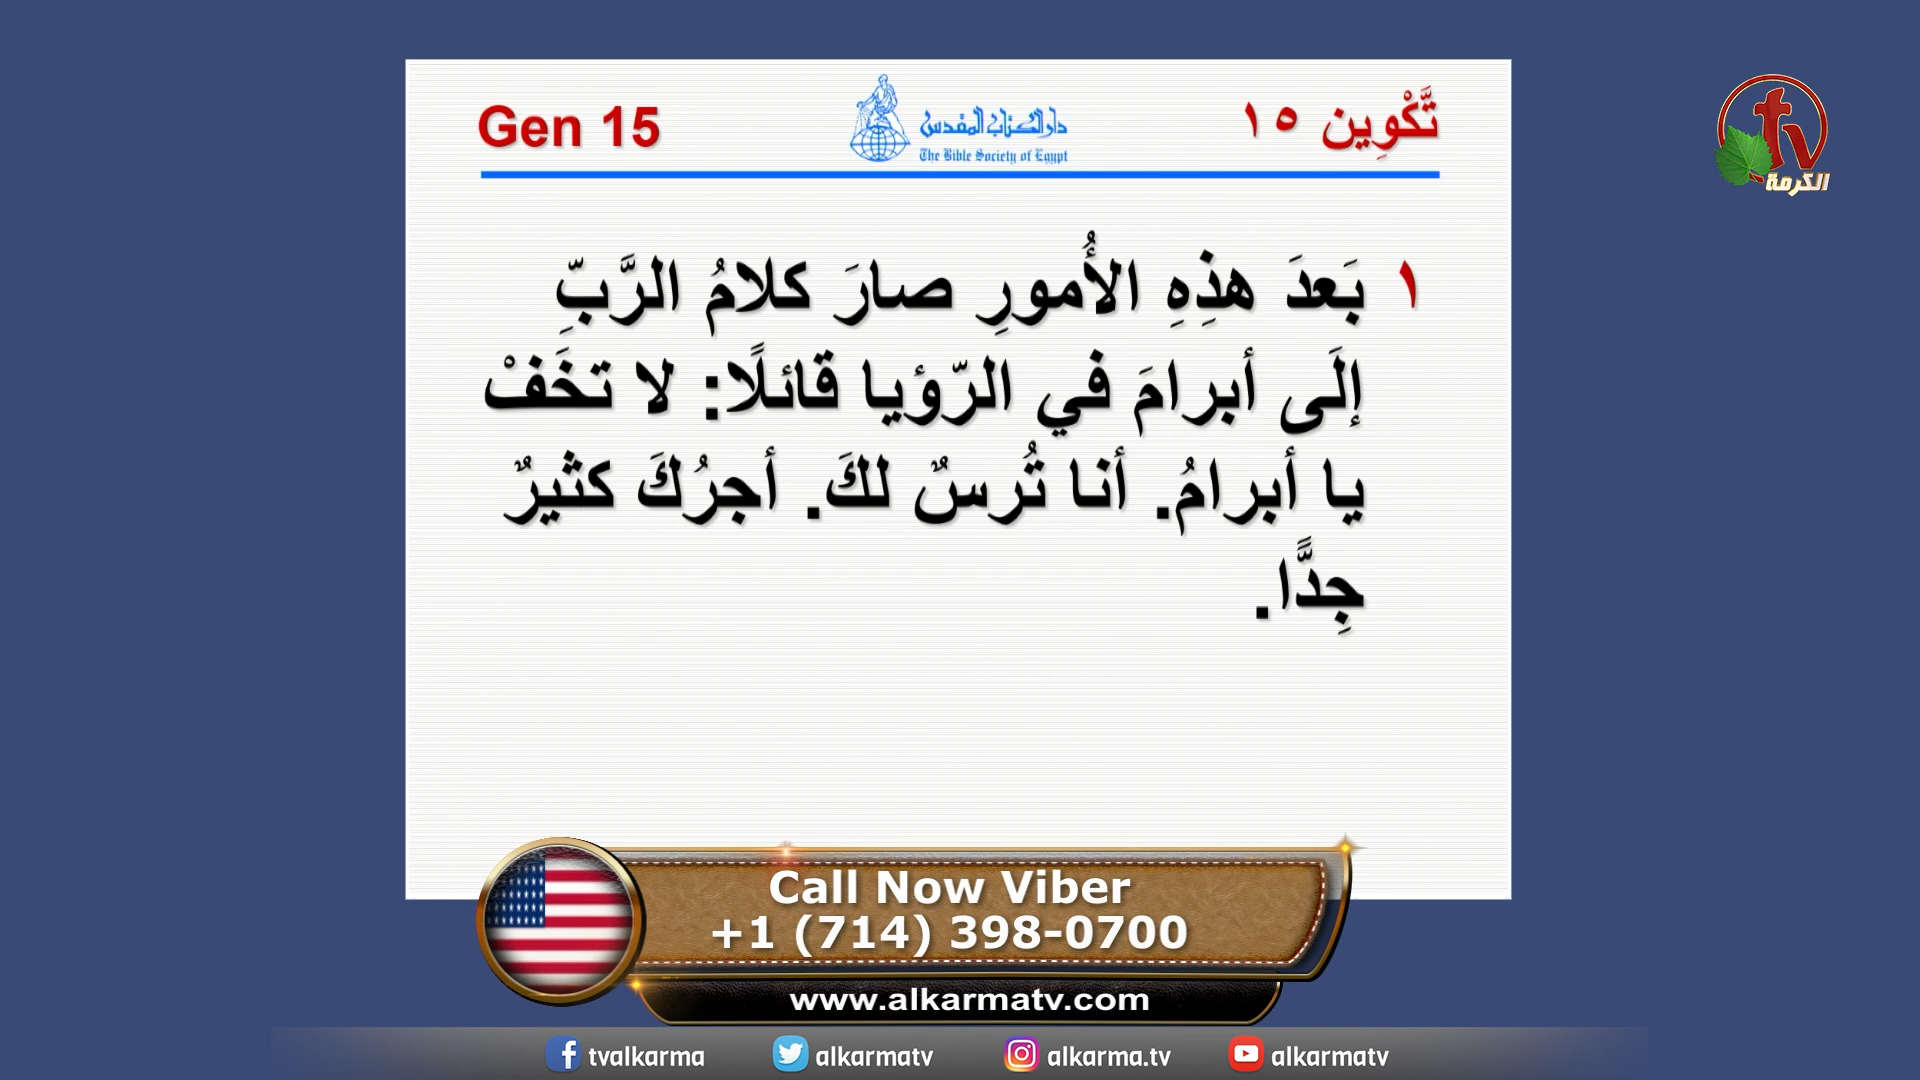 Gen 15
دار الكتاب المقدس
The Bible Society of Egypt
تَّكْوِين ١٥
tv
الكرمة
١ بَعدَ هذِهِ الأُمورِ صارَ كلامُ الرَّبِّ
إلَى أبرامَ في الرّؤيا قائلًا: لا تخَفْ
يا أبرامُ. أنا تُرسٌ لكَ. أجرُكَ كثيرٌ
جِدًّا.
Call Now Viber
+1 (714) 398-0700
www.alkarmatv.com
tvalkarma alkarmatv alkarma.tv alkarmatv